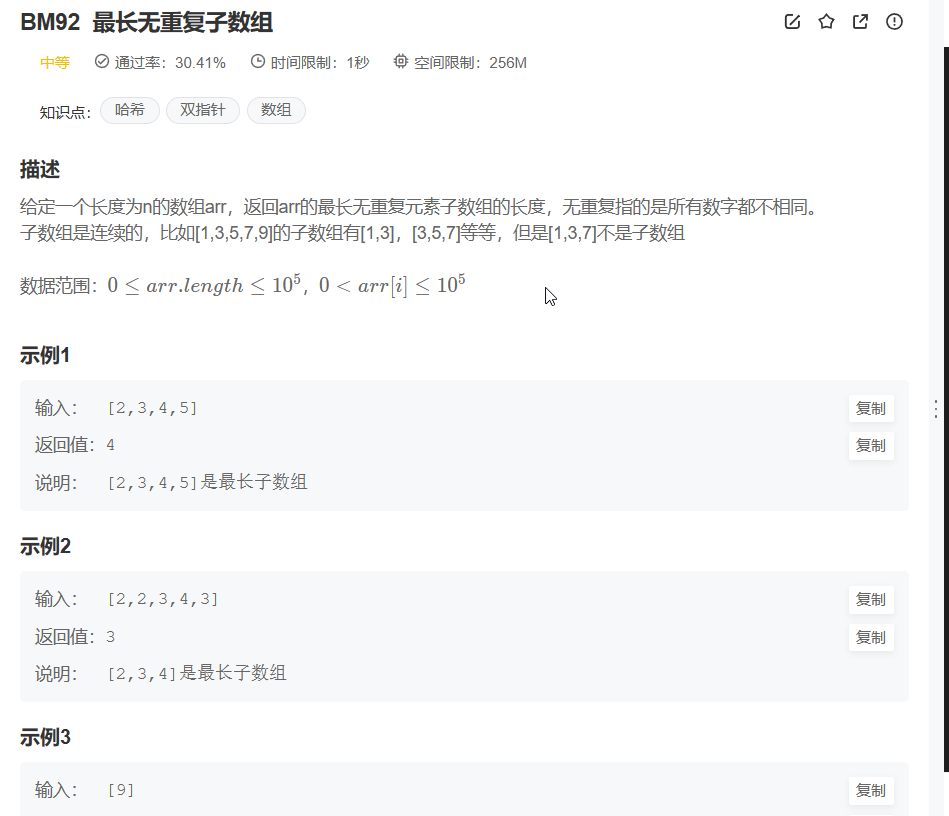 BM92 最长无重复子数组
中等 通过率：30.41% 时间限制：1秒 空间限制：256M
知识点： 哈希 双指针 数组
描述
给定一个长度为n的数组arr，返回arr的最长无重复元素子数组的长度，无重复指的是所有数字都不相同。
子数组是连续的，比如[1,3,5,7,9]的子数组有[1,3]，[3,5,7]等等，但是[1,3,7]不是子数组
数据范围：0 ≤ arr.length ≤ 10⁵，0 < arr[i] ≤ 10⁵
示例1
输入： [2,3,4,5] 复制
返回值：4 复制
说明： [2,3,4,5]是最长子数组
示例2
输入： [2,2,3,4,3] 复制
返回值：3 复制
说明： [2,3,4]是最长子数组
示例3
输入： [9] 复制